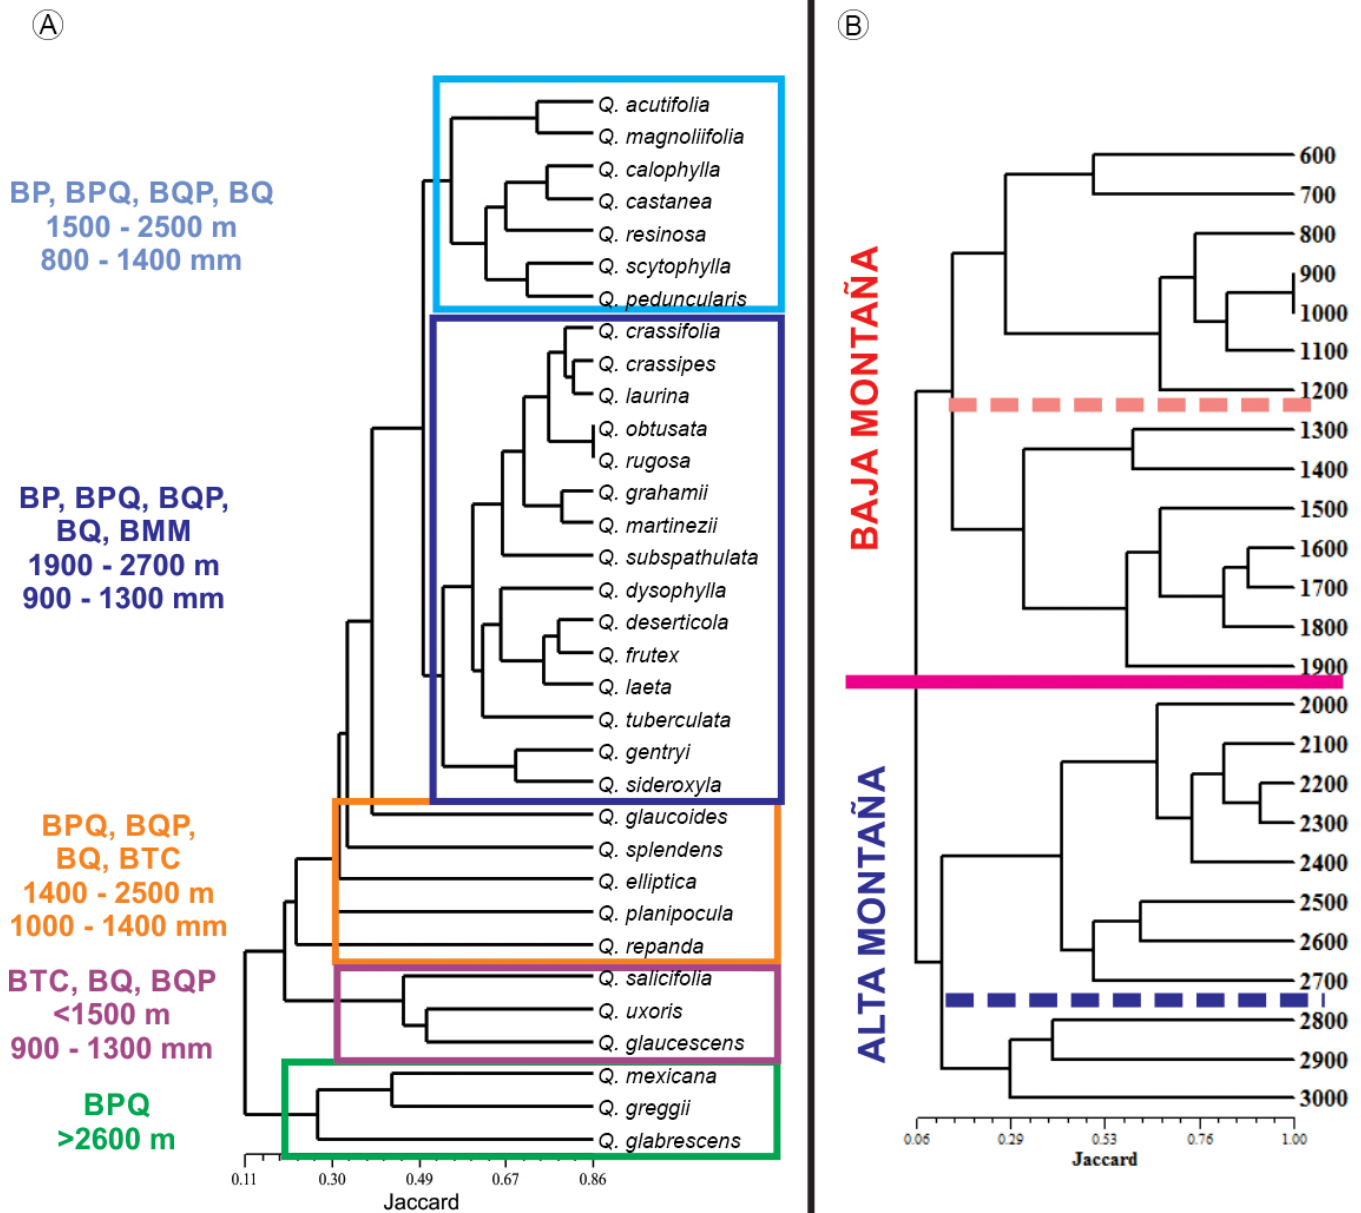 A
BP, BPQ, BQP, BQ
1500 - 2500 m
800 - 1400 mm
BP, BPQ, BQP,
BQ, BMM
1900 - 2700 m
900 - 1300 mm
BPQ, BQP,
BQ, BTC
1400 - 2500 m
1000 - 1400 mm
BTC, BQ, BQP
<1500 m
900 - 1300 mm
BPQ
>2600 m
Q. acutifolia
Q. magnoliifolia
Q. calophylla
Q. castanea
Q. resinosa
Q. scytophylla
Q. peduncularis
Q. crassifolia
Q. crassipes
Q. laurina
Q. obtusata
Q. rugosa
Q. grahamii
Q. martinezii
Q. subspathulata
Q. dysophylla
Q. deserticola
Q. frutex
Q. laeta
Q. tuberculata
Q. gentryi
Q. sideroxyla
Q. glaucoides
Q. splendens
Q. elliptica
Q. planipocula
Q. repanda
Q. salicifolia
Q. uxoris
Q. glaucescens
Q. mexicana
Q. greggii
Q. glabrescens
0.11 0.30 0.49 0.67 0.86
Jaccard
B
BAJA MONTAÑA
ALTA MONTAÑA
600
700
800
900
1000
1100
1200
1300
1400
1500
1600
1700
1800
1900
2000
2100
2200
2300
2400
2500
2600
2700
2800
2900
3000
0.06 0.29 0.53 0.76 1.00
Jaccard